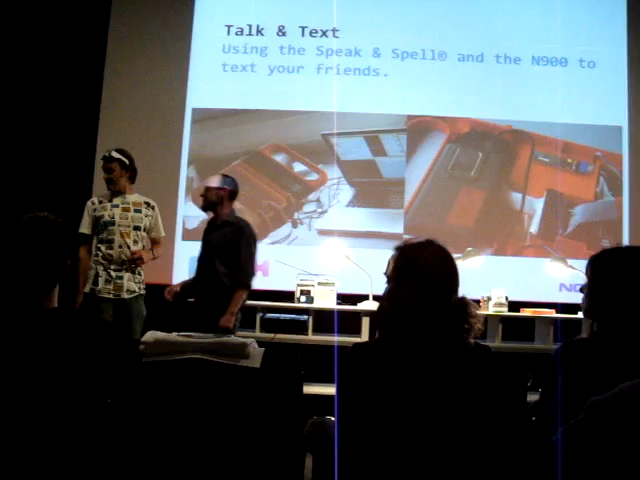 Talk & Text
Using the Speak & Spell® and the N900 to
text your friends.